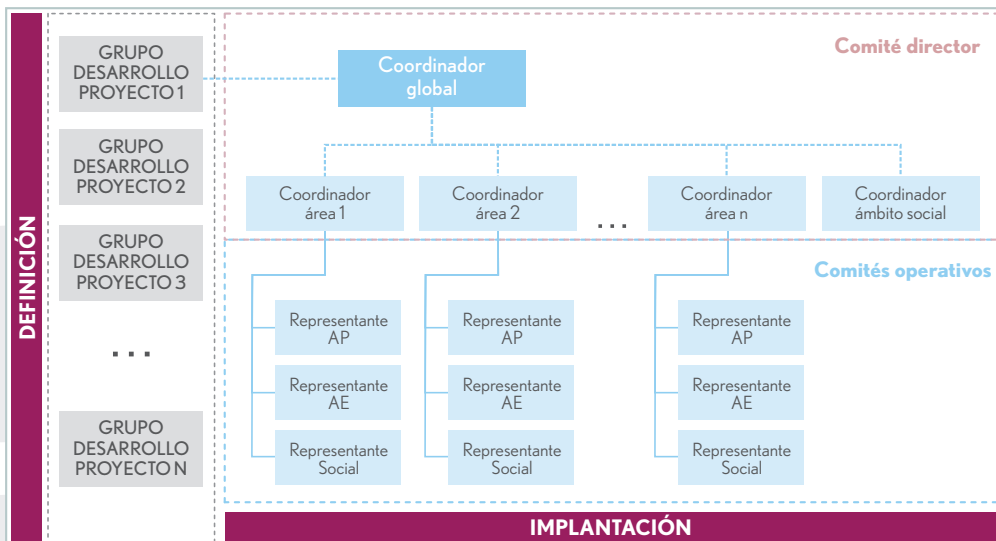 DEFINICIÓN
GRUPO
DESARROLLO
PROYECTO 1
GRUPO
DESARROLLO
PROYECTO 2
GRUPO
DESARROLLO
PROYECTO 3
...
GRUPO
DESARROLLO
PROYECTO N
Comité director
Coordinador
global
Coordinador
área 1
Coordinador
área 2
...
Coordinador
área n
Coordinador
ámbito social
Comités operativos
Representante
AP
Representante
AE
Representante
Social
Representante
AP
Representante
AE
Representante
Social
Representante
AP
Representante
AE
Representante
Social
IMPLANTACIÓN